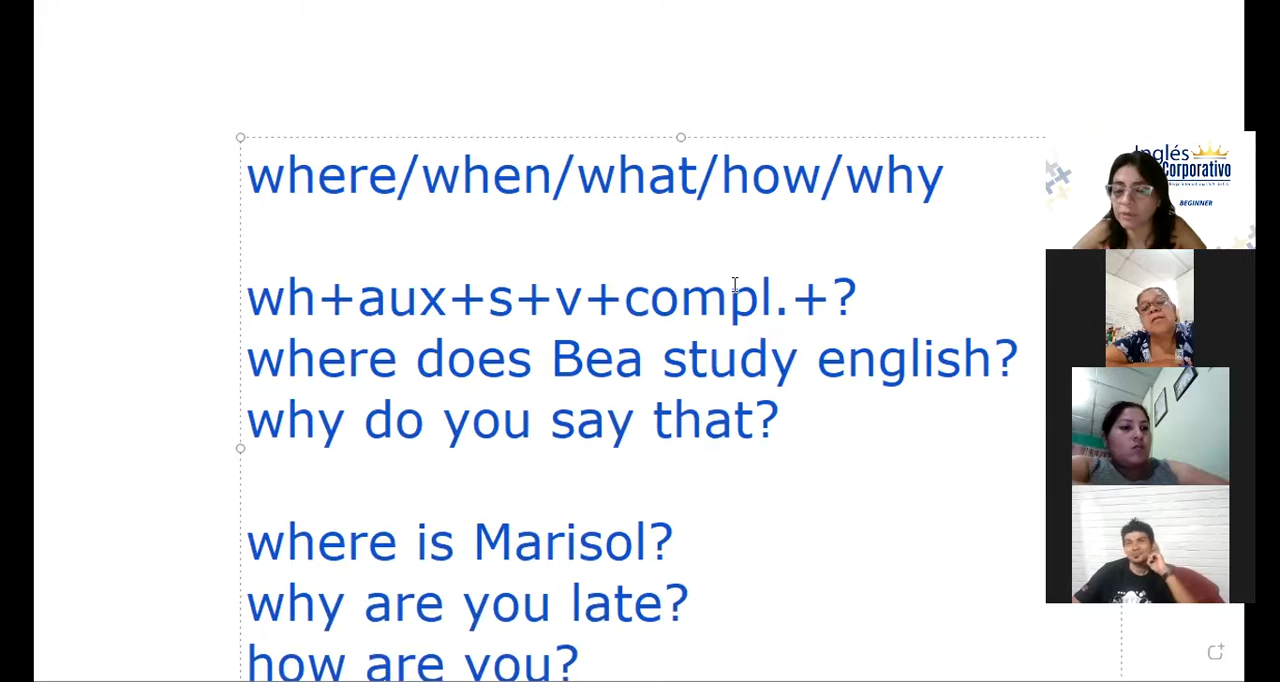 where/when/what/how/why
wh+aux+s+v+compl.+?
where does Bea study english?
why do you say that?
where is Marisol?
why are you late?
how are you?
Inglés
Corporativo
BEGINNER